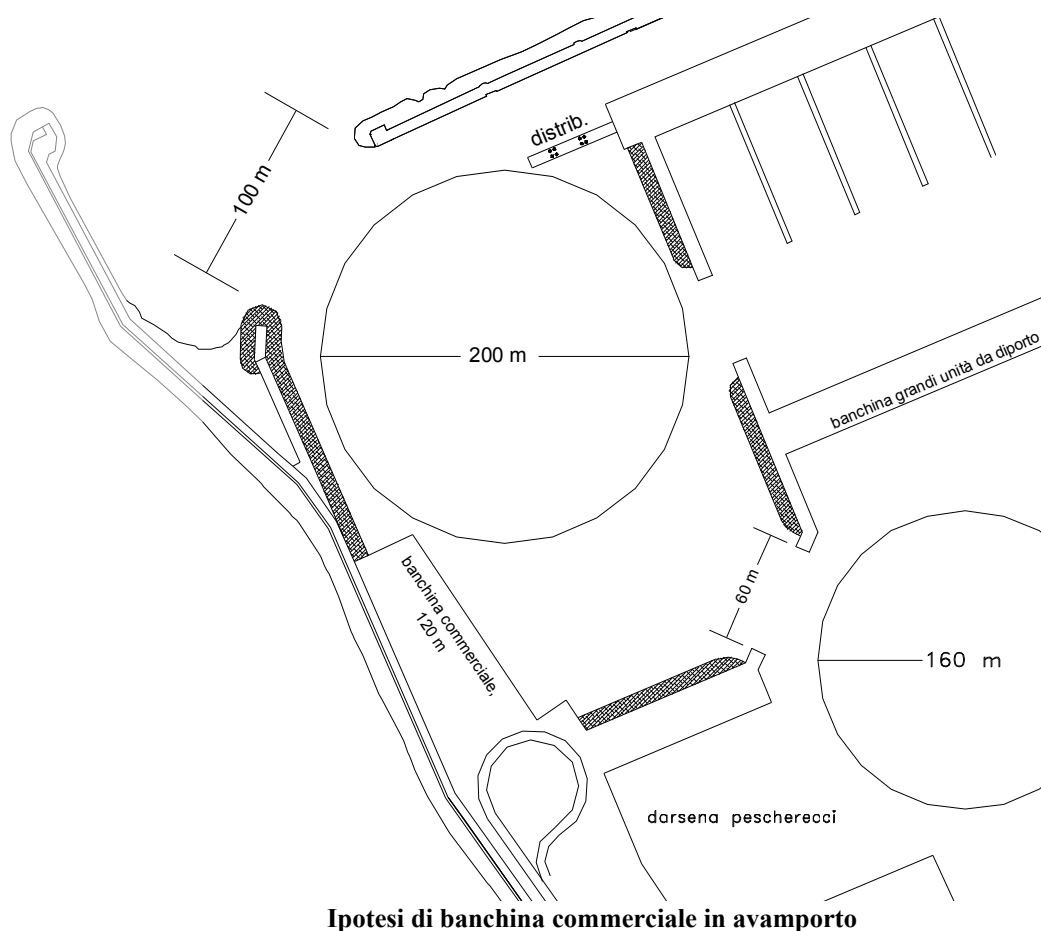 distrib.
100 m
200 m
banchina grandi unità da diporto
banchina commerciale,
120 m
60 m
160 m
darsena pescherecci
Ipotesi di banchina commerciale in avamporto